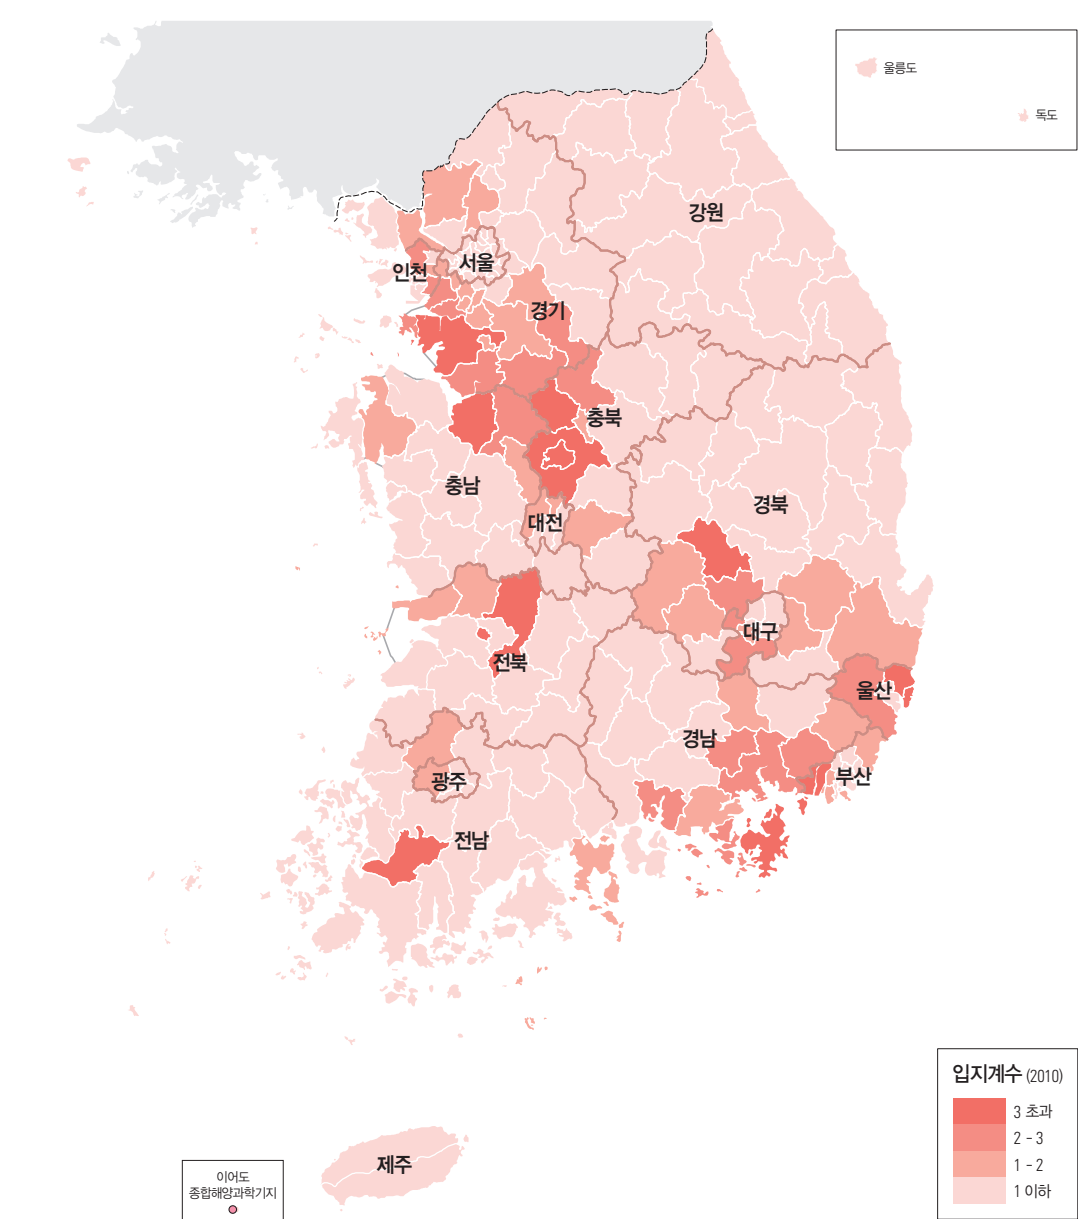 울릉도
독도
강원
서울
인천
경기
충북
충남
경북
대전
대구
전북
울산
경남
부산
광주
전남
제주
이어도
종합해양과학기지
입지계수 (2010)
3 초과
2 - 3
1 - 2
1 이하